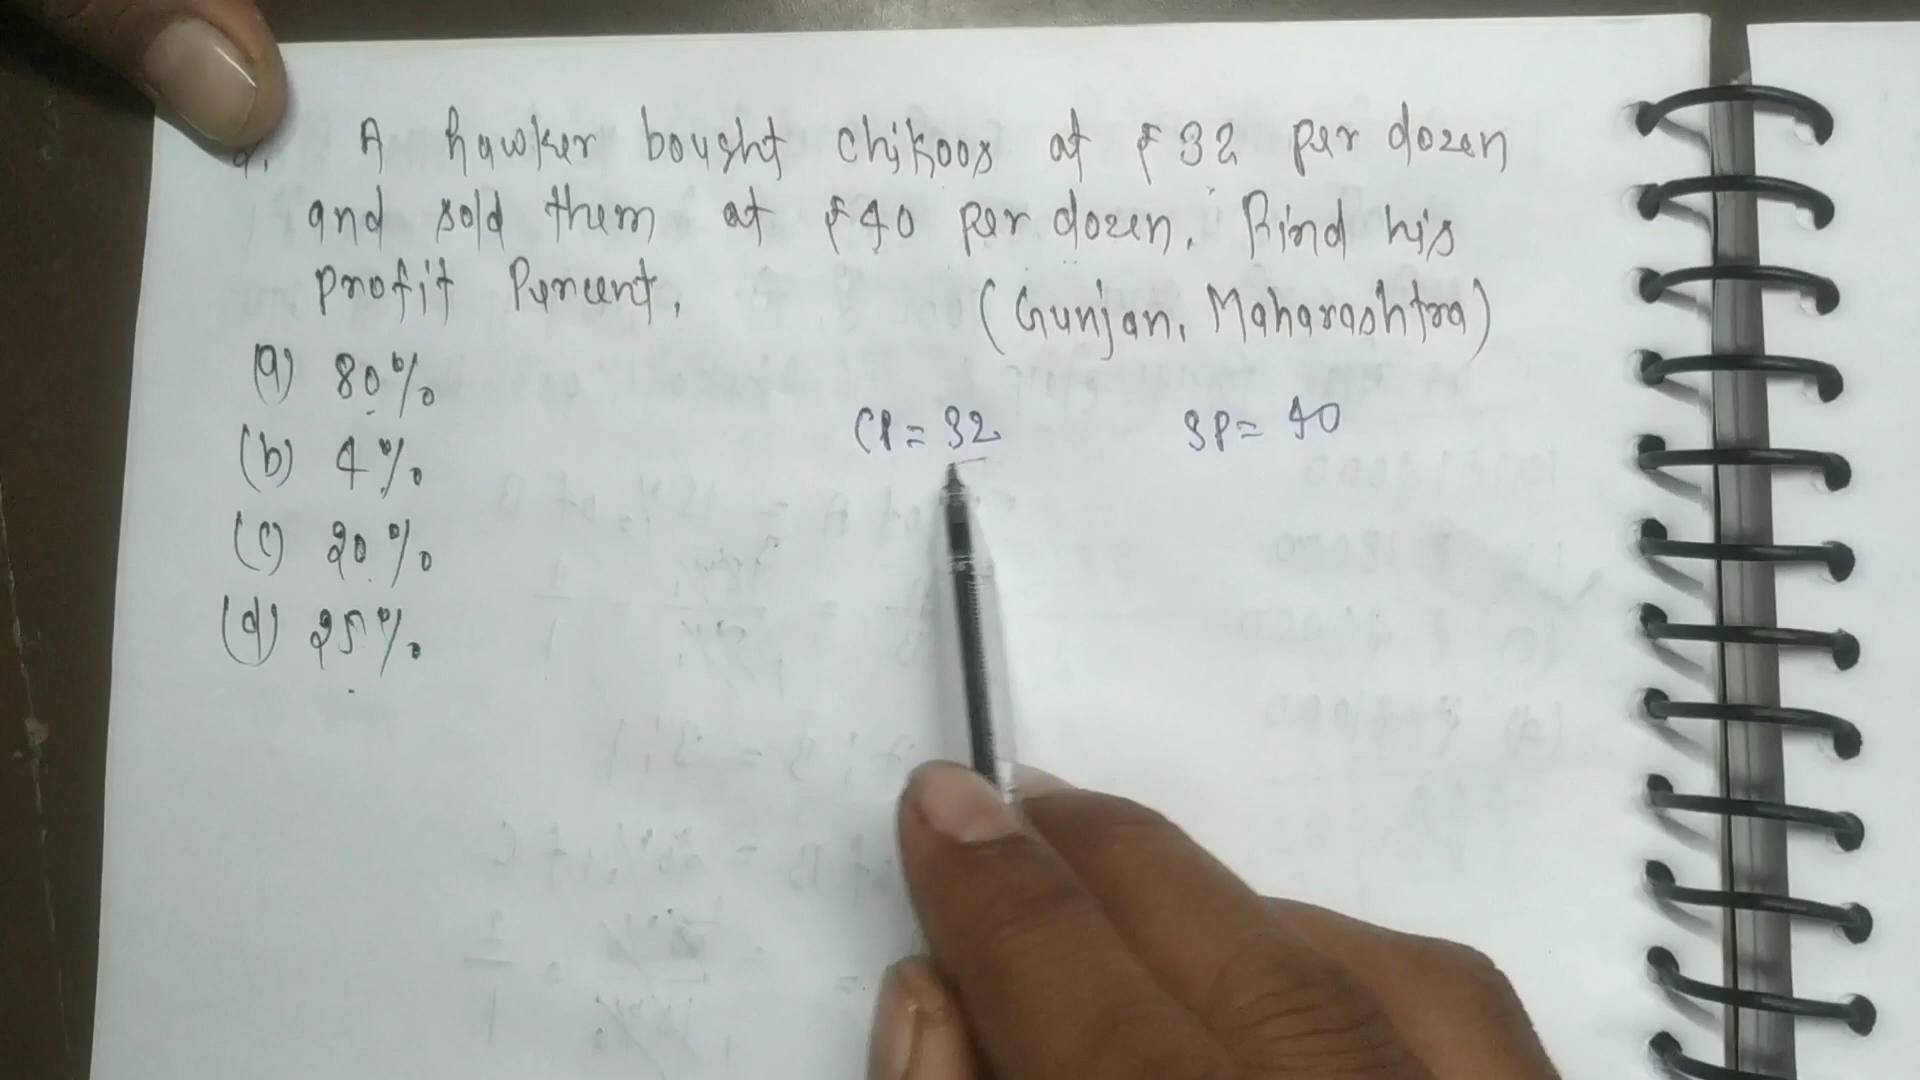 Q. A hawker bought chikoos at ₹32 per dozen
and sold them at ₹40 per dozen. Find his
profit Percent.
(Gunjan, Maharashtra)
(a) 80%
(b) 4%
(c) 20%
(d) 25%
CP = 32 SP = 40